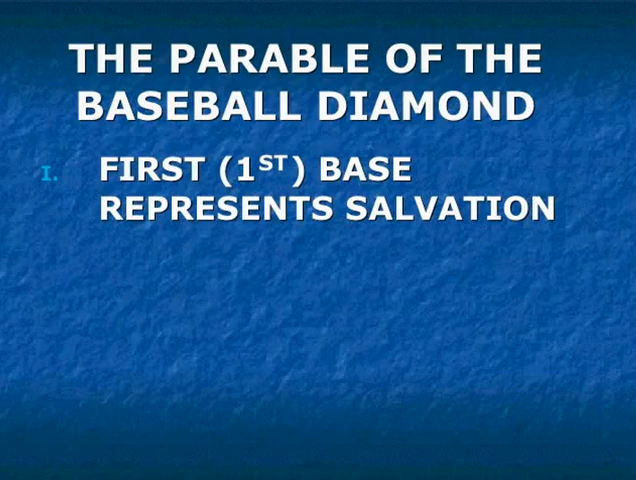 THE PARABLE OF THE
BASEBALL DIAMOND
I. FIRST (1ST) BASE
REPRESENTS SALVATION